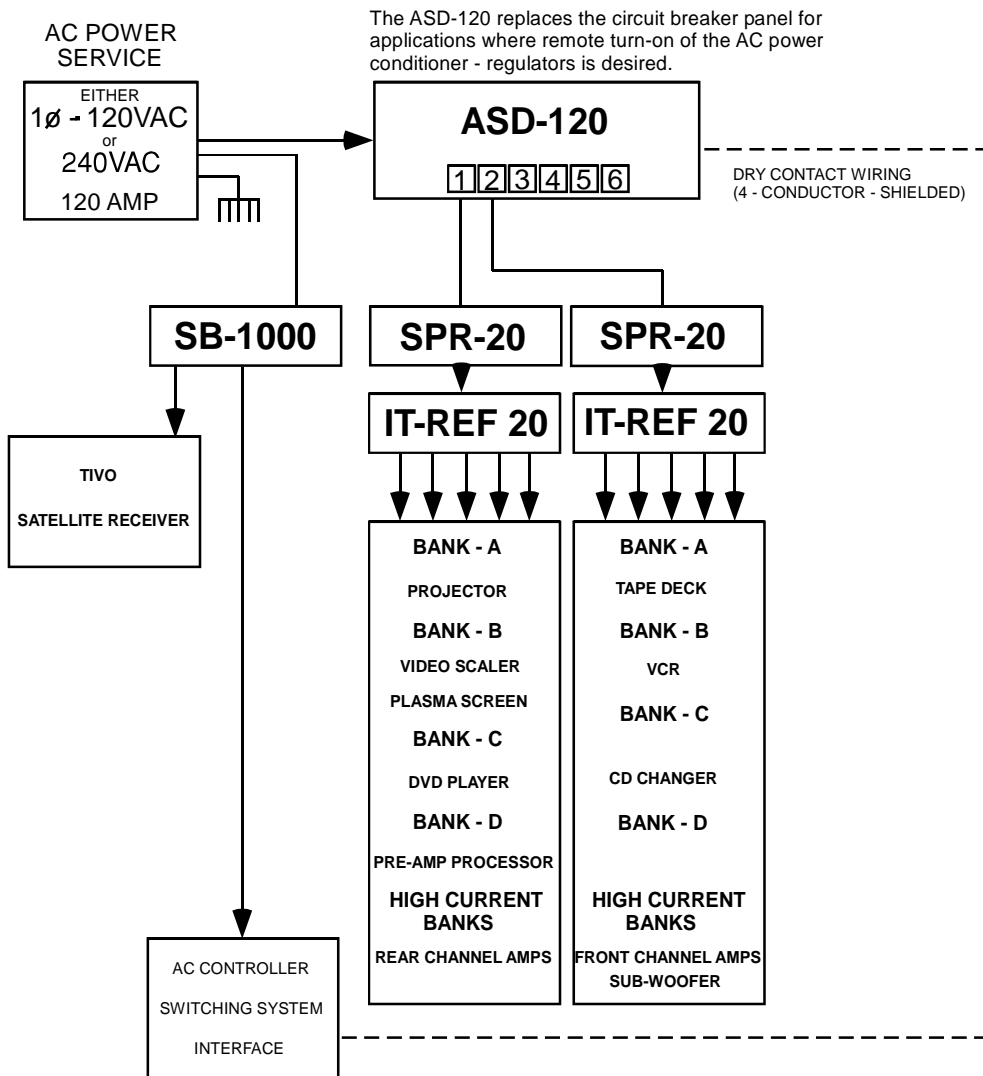 The ASD-120 replaces the circuit breaker panel for
applications where remote turn-on of the AC power
conditioner - regulators is desired.
AC POWER
SERVICE
EITHER
1ø - 120VAC
or
240VAC
120 AMP
ASD-120
1 2 3 4 5 6
DRY CONTACT WIRING
(4 - CONDUCTOR - SHIELDED)
SB-1000
SPR-20
SPR-20
IT-REF 20
IT-REF 20
TIVO
SATELLITE RECEIVER
BANK - A
PROJECTOR
BANK - B
VIDEO SCALER
PLASMA SCREEN
BANK - C
DVD PLAYER
BANK - D
PRE-AMP PROCESSOR
HIGH CURRENT
BANKS
REAR CHANNEL AMPS
BANK - A
TAPE DECK
BANK - B
VCR
BANK - C
CD CHANGER
BANK - D
HIGH CURRENT
BANKS
FRONT CHANNEL AMPS
SUB-WOOFER
AC CONTROLLER
SWITCHING SYSTEM
INTERFACE